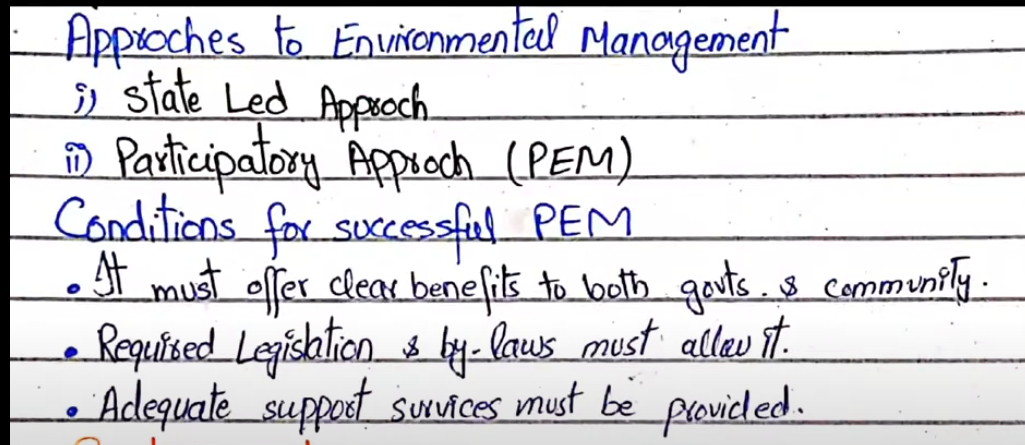 Approches to Environmental Management
i) State Led Approch
ii) Participatory Approch (PEM)
Conditions for successful PEM
• It must offer clear benefits to both govts. & community.
• Required Legislation & by-laws must allow it.
• Adequate support survices must be provided.